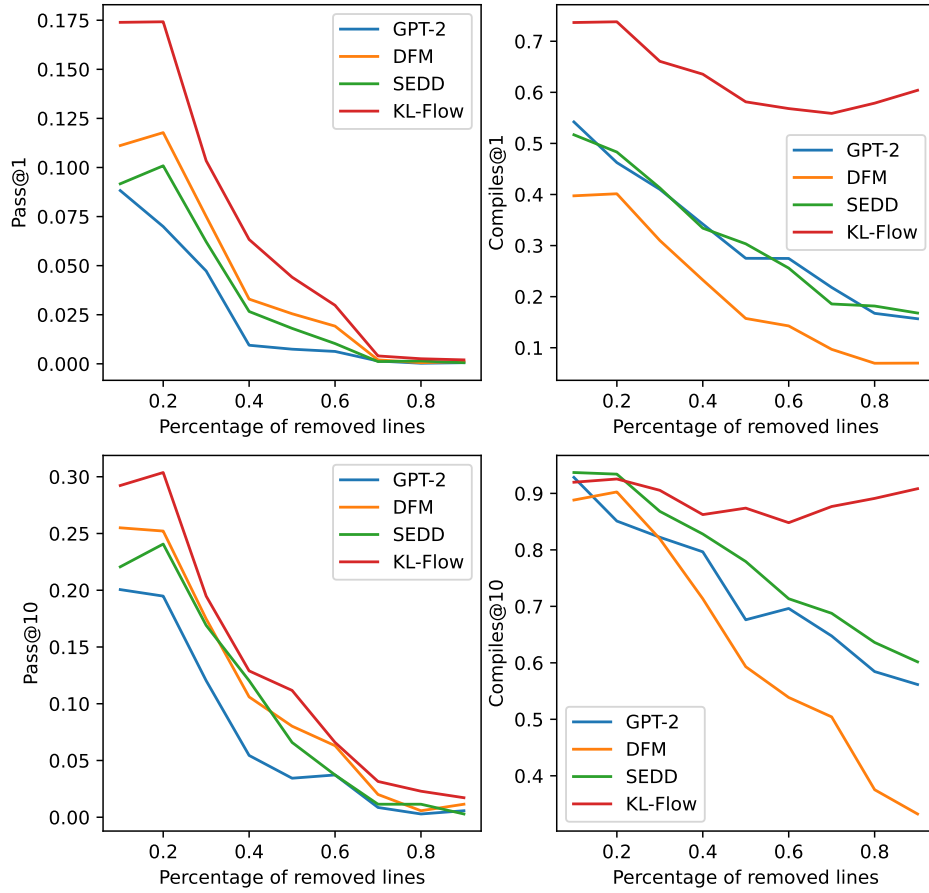 0.175
0.150
0.125
0.100
0.075
0.050
0.025
0.000
Pass@1
GPT-2
DFM
SEDD
KL-Flow
0.2 0.4 0.6 0.8
Percentage of removed lines
0.7
0.6
0.5
0.4
0.3
0.2
0.1
Compiles@1
GPT-2
DFM
SEDD
KL-Flow
0.2 0.4 0.6 0.8
Percentage of removed lines
0.30
0.25
0.20
0.15
0.10
0.05
0.00
Pass@10
GPT-2
DFM
SEDD
KL-Flow
0.2 0.4 0.6 0.8
Percentage of removed lines
0.9
0.8
0.7
0.6
0.5
0.4
Compiles@10
GPT-2
DFM
SEDD
KL-Flow
0.2 0.4 0.6 0.8
Percentage of removed lines